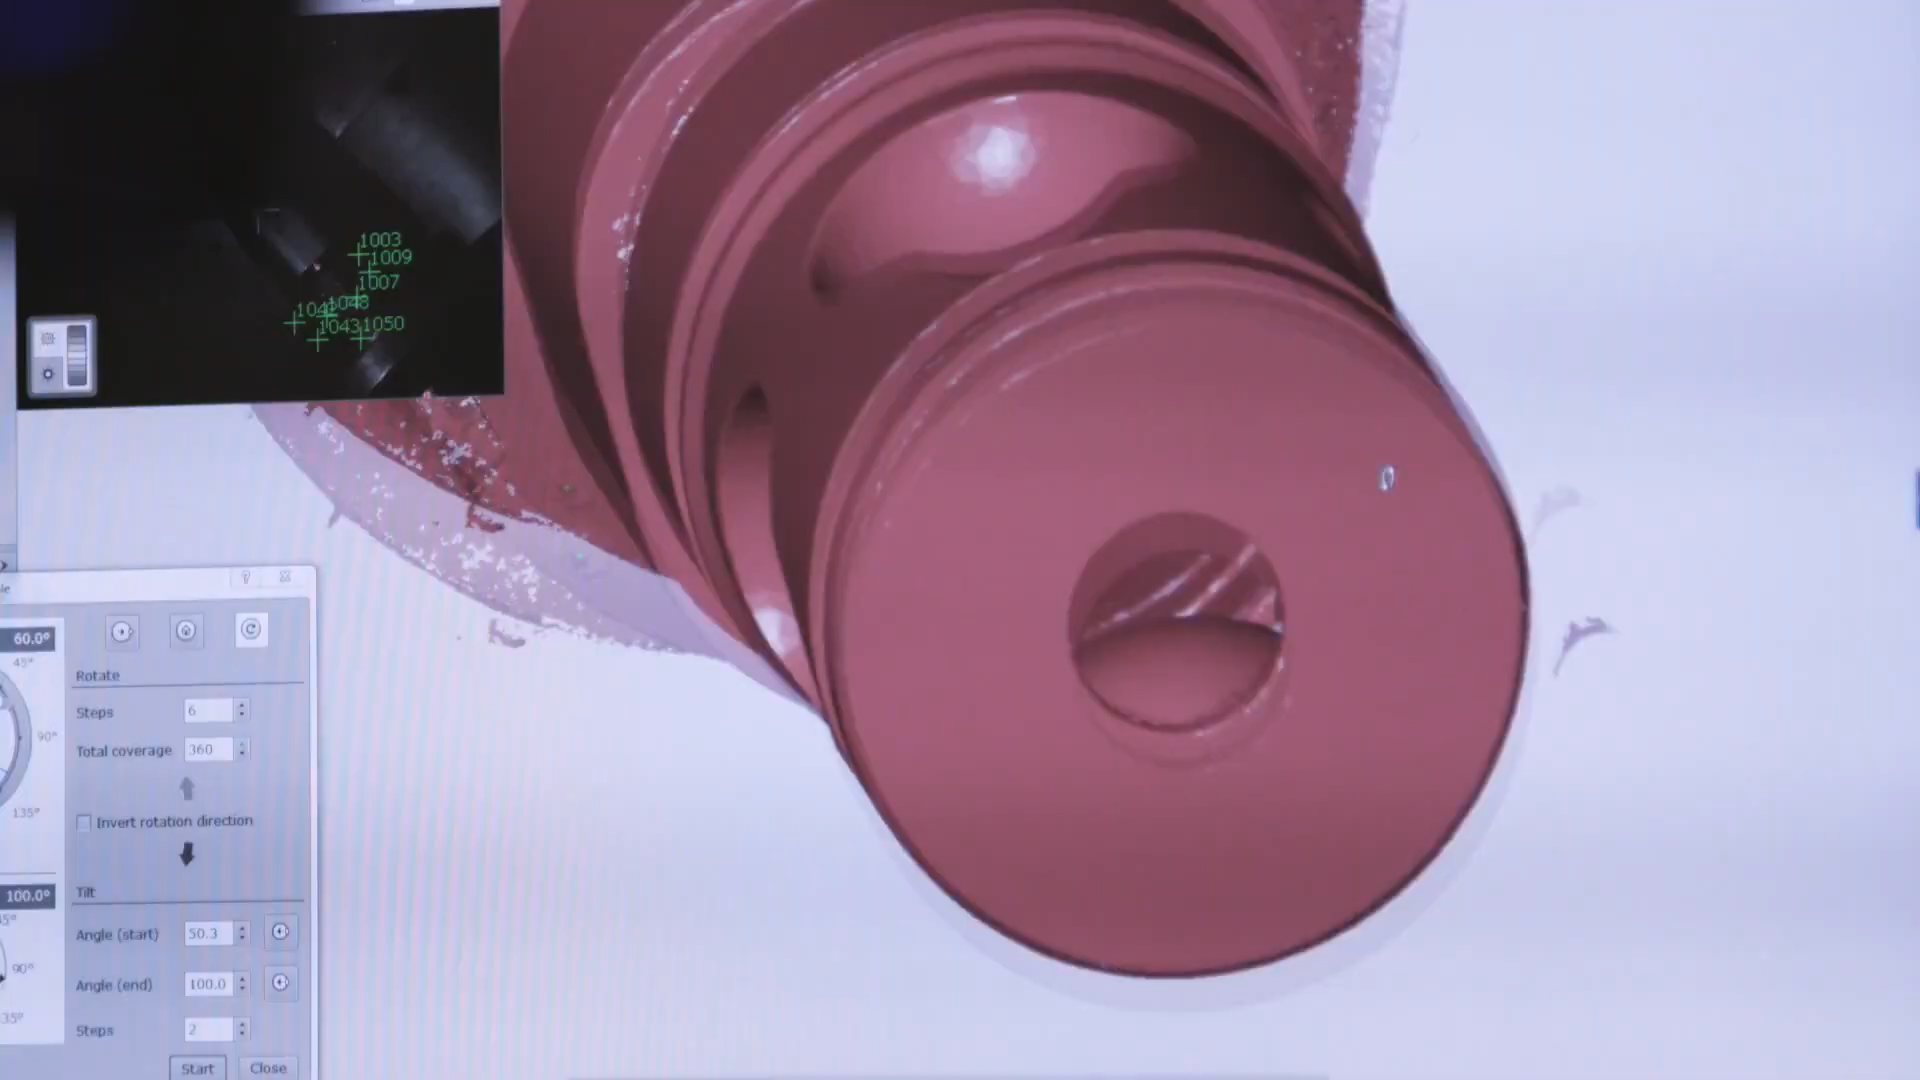 1003
1009
1007
1048
1043
1050
60.0°
45°
Rotate
Steps 6
90°
Total coverage 360
135°
Invert rotation direction
100.0°
Tilt
Angle (start) 50.3
90°
Angle (end) 100.0
Steps 2
Start Close